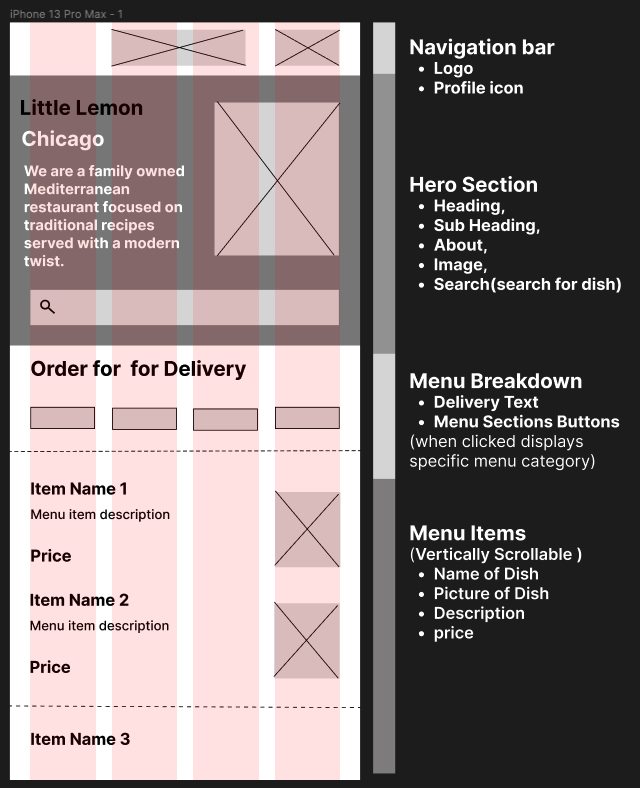 iPhone 13 Pro Max - 1
Little Lemon
Chicago
We are a family owned
Mediterranean
restaurant focused on
traditional recipes
served with a modern
twist.
Order for  for Delivery
Item Name 1
Menu item description
Price
Item Name 2
Menu item description
Price
Item Name 3
Navigation bar
• Logo
• Profile icon
Hero Section
• Heading,
• Sub Heading,
• About,
• Image,
• Search(search for dish)
Menu Breakdown
• Delivery Text
• Menu Sections Buttons
(when clicked displays
specific menu category)
Menu Items
(Vertically Scrollable )
• Name of Dish
• Picture of Dish
• Description
• price